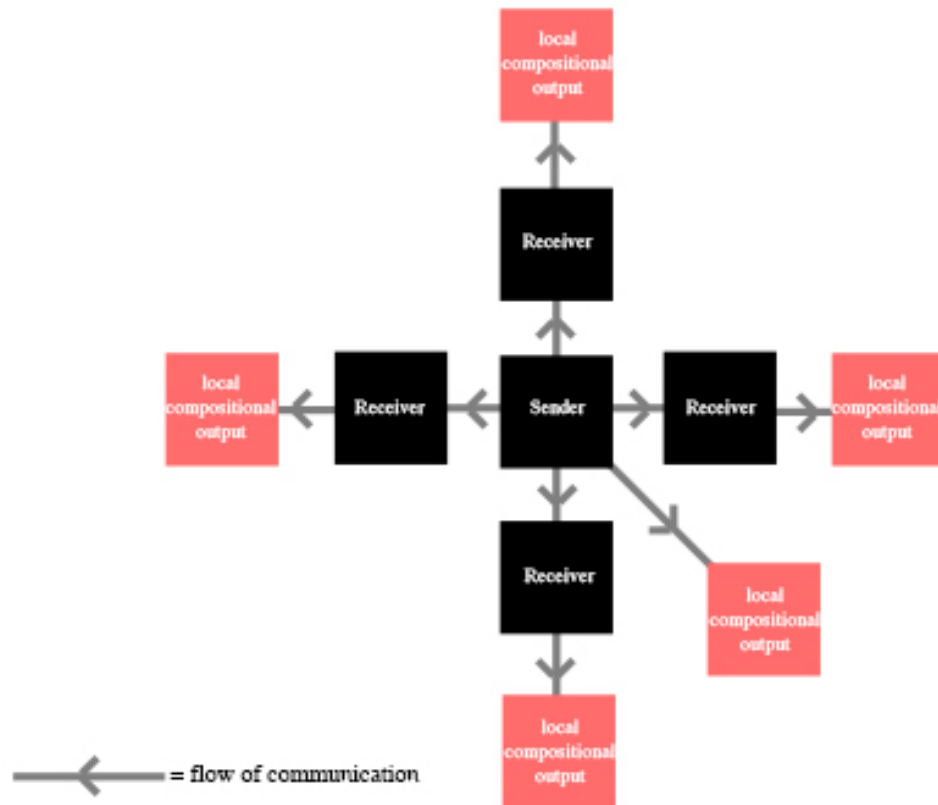 local
compositional
output
Receiver
local
compositional
output
Receiver
Sender
Receiver
local
compositional
output
Receiver
local
compositional
output
local
compositional
output
= flow of communication